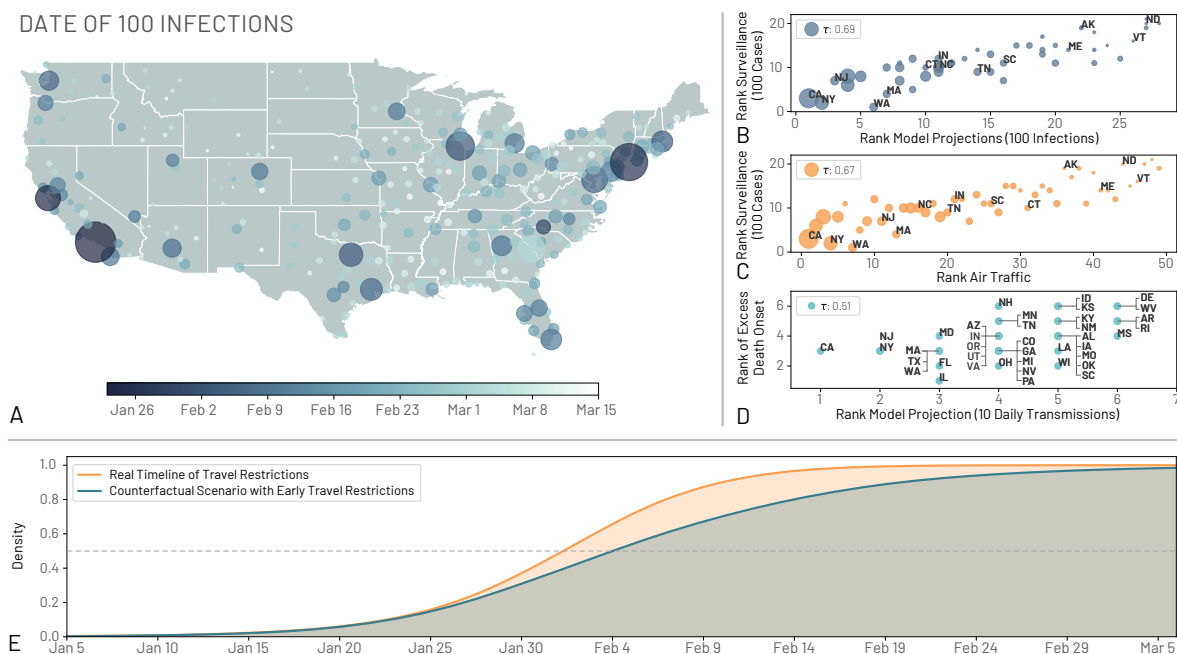 DATE OF 100 INFECTIONS
Jan 26 Feb 2 Feb 9 Feb 16 Feb 23 Mar 1 Mar 8 Mar 15
A
Rank Surveillance
(100 Cases)
20
10
0
τ: 0.69
CA
NY
NJ
WA
MA
CT
NC
IN
TN
SC
AK
ME
VT
ND
0 5 10 15 20 25
B
Rank Model Projections (100 Infections)
Rank Surveillance
(100 Cases)
20
10
0
τ: 0.67
CA
NY
WA
NJ
MA
NC
TN
IN
SC
CT
AK
ME
ND
VT
0 10 20 30 40 50
C
Rank Air Traffic
Rank of Excess
Death Onset
6
4
2
τ: 0.51
CA
NJ
NY
MD
MA
TX
WA
FL
IL
NH
MN
TN
AZ
IN
OR
UT
VA
CO
GA
MI
NV
PA
OH
ID
KS
KY
NM
AL
IA
MO
OK
SC
LA
WI
DE
WV
AR
RI
MS
1 2 3 4 5 6 7
D
Rank Model Projection (10 Daily Transmissions)
Real Timeline of Travel Restrictions
Counterfactual Scenario with Early Travel Restrictions
Density
1.0
0.8
0.6
0.4
0.2
0.0
E
Jan 5 Jan 10 Jan 15 Jan 20 Jan 25 Jan 30 Feb 4 Feb 9 Feb 14 Feb 19 Feb 24 Feb 29 Mar 5